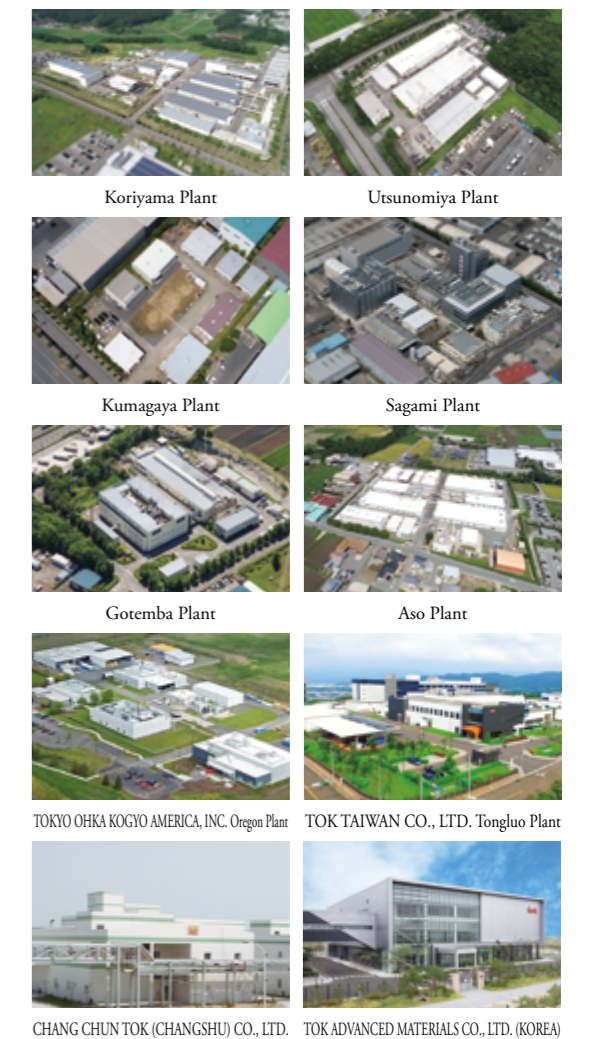 Koriyama Plant
Utsunomiya Plant
Kumagaya Plant
Sagami Plant
Gotemba Plant
Aso Plant
TOKYO OHKA KOGYO AMERICA, INC. Oregon Plant
TOK TAIWAN CO., LTD. Tongluo Plant
CHANG CHUN TOK (CHANGSHU) CO., LTD.
TOK ADVANCED MATERIALS CO., LTD. (KOREA)